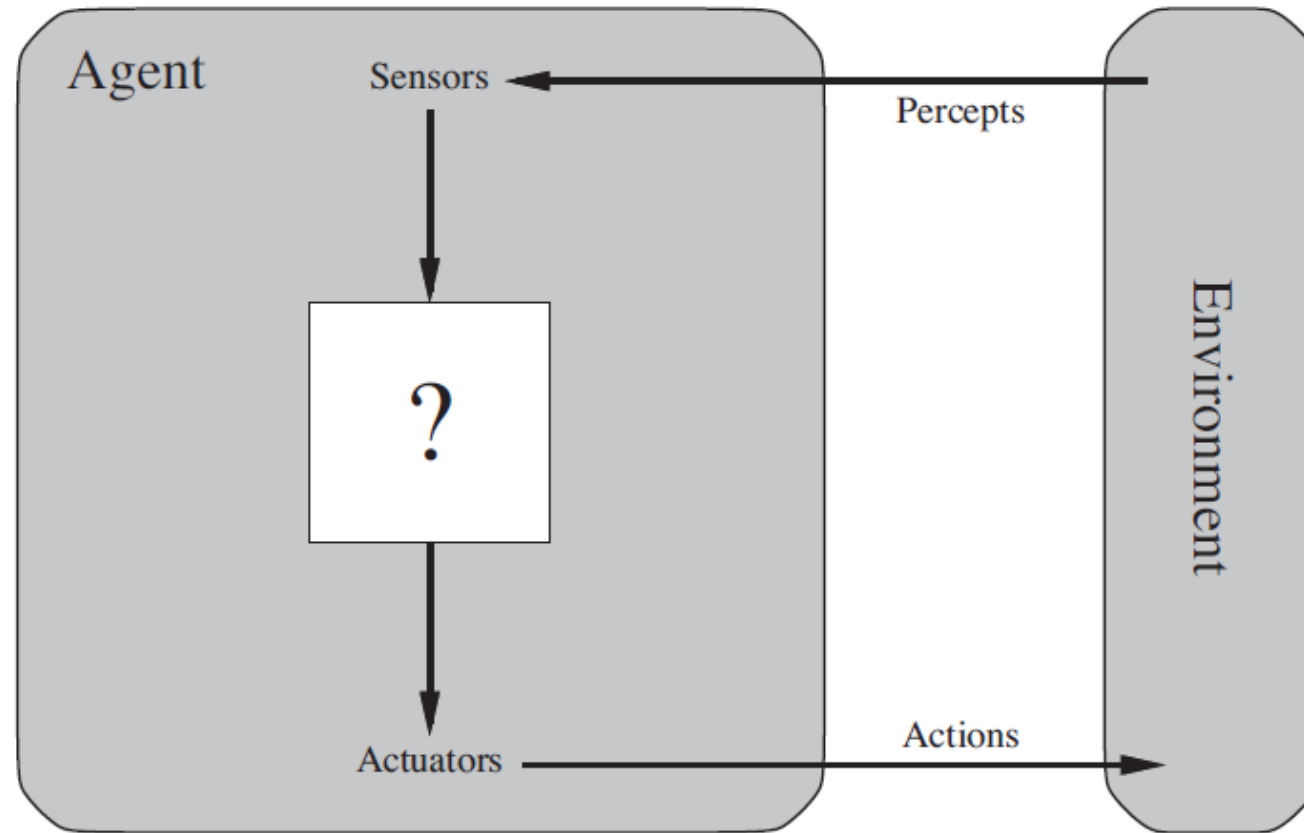 Agent
Sensors
Percepts
?
Environment
Actions
Actuators